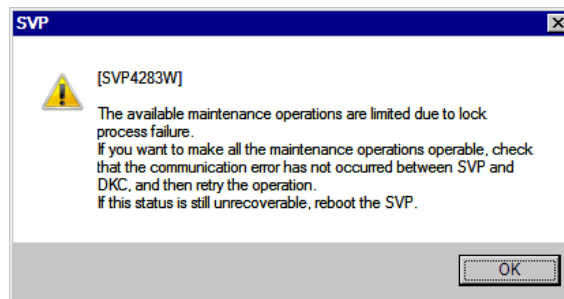 SVP
[SVP4283W]
The available maintenance operations are limited due to lock
process failure.
If you want to make all the maintenance operations operable, check
that the communication error has not occurred between SVP and
DKC, and then retry the operation.
If this status is still unrecoverable, reboot the SVP.
OK